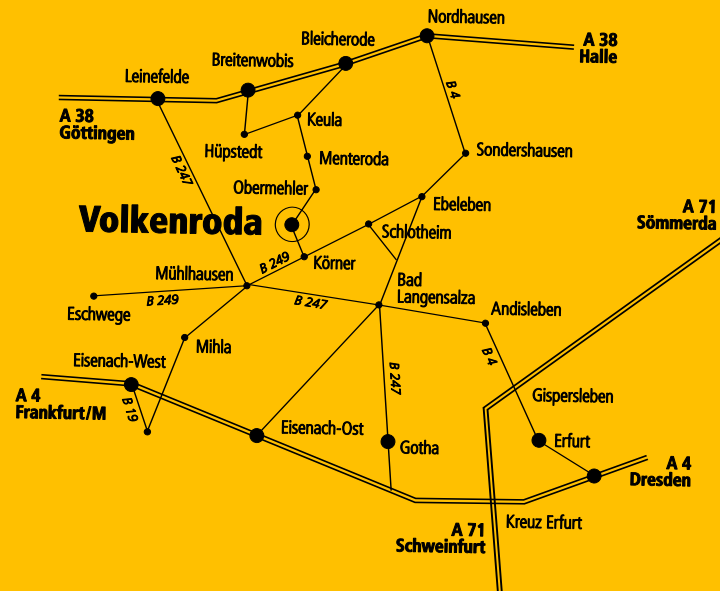 Nordhausen
Bleicherode
A 38
Halle
Breitenwobis
Leinefelde
B 4
A 38
Göttingen
Keula
Hüpstedt
Menteroda
Sondershausen
B 247
Obermehler
Ebeleben
A 71
Sömmerda
Volkenroda
Schlotheim
Körner
B 249
Mühlhausen
Bad
Langensalza
B 249
B 247
Eschwege
Andisleben
Mihla
B 4
Eisenach-West
B 247
A 4
Frankfurt/M
B 19
Gispersleben
Eisenach-Ost
Gotha
Erfurt
A 4
Dresden
Kreuz Erfurt
A 71
Schweinfurt